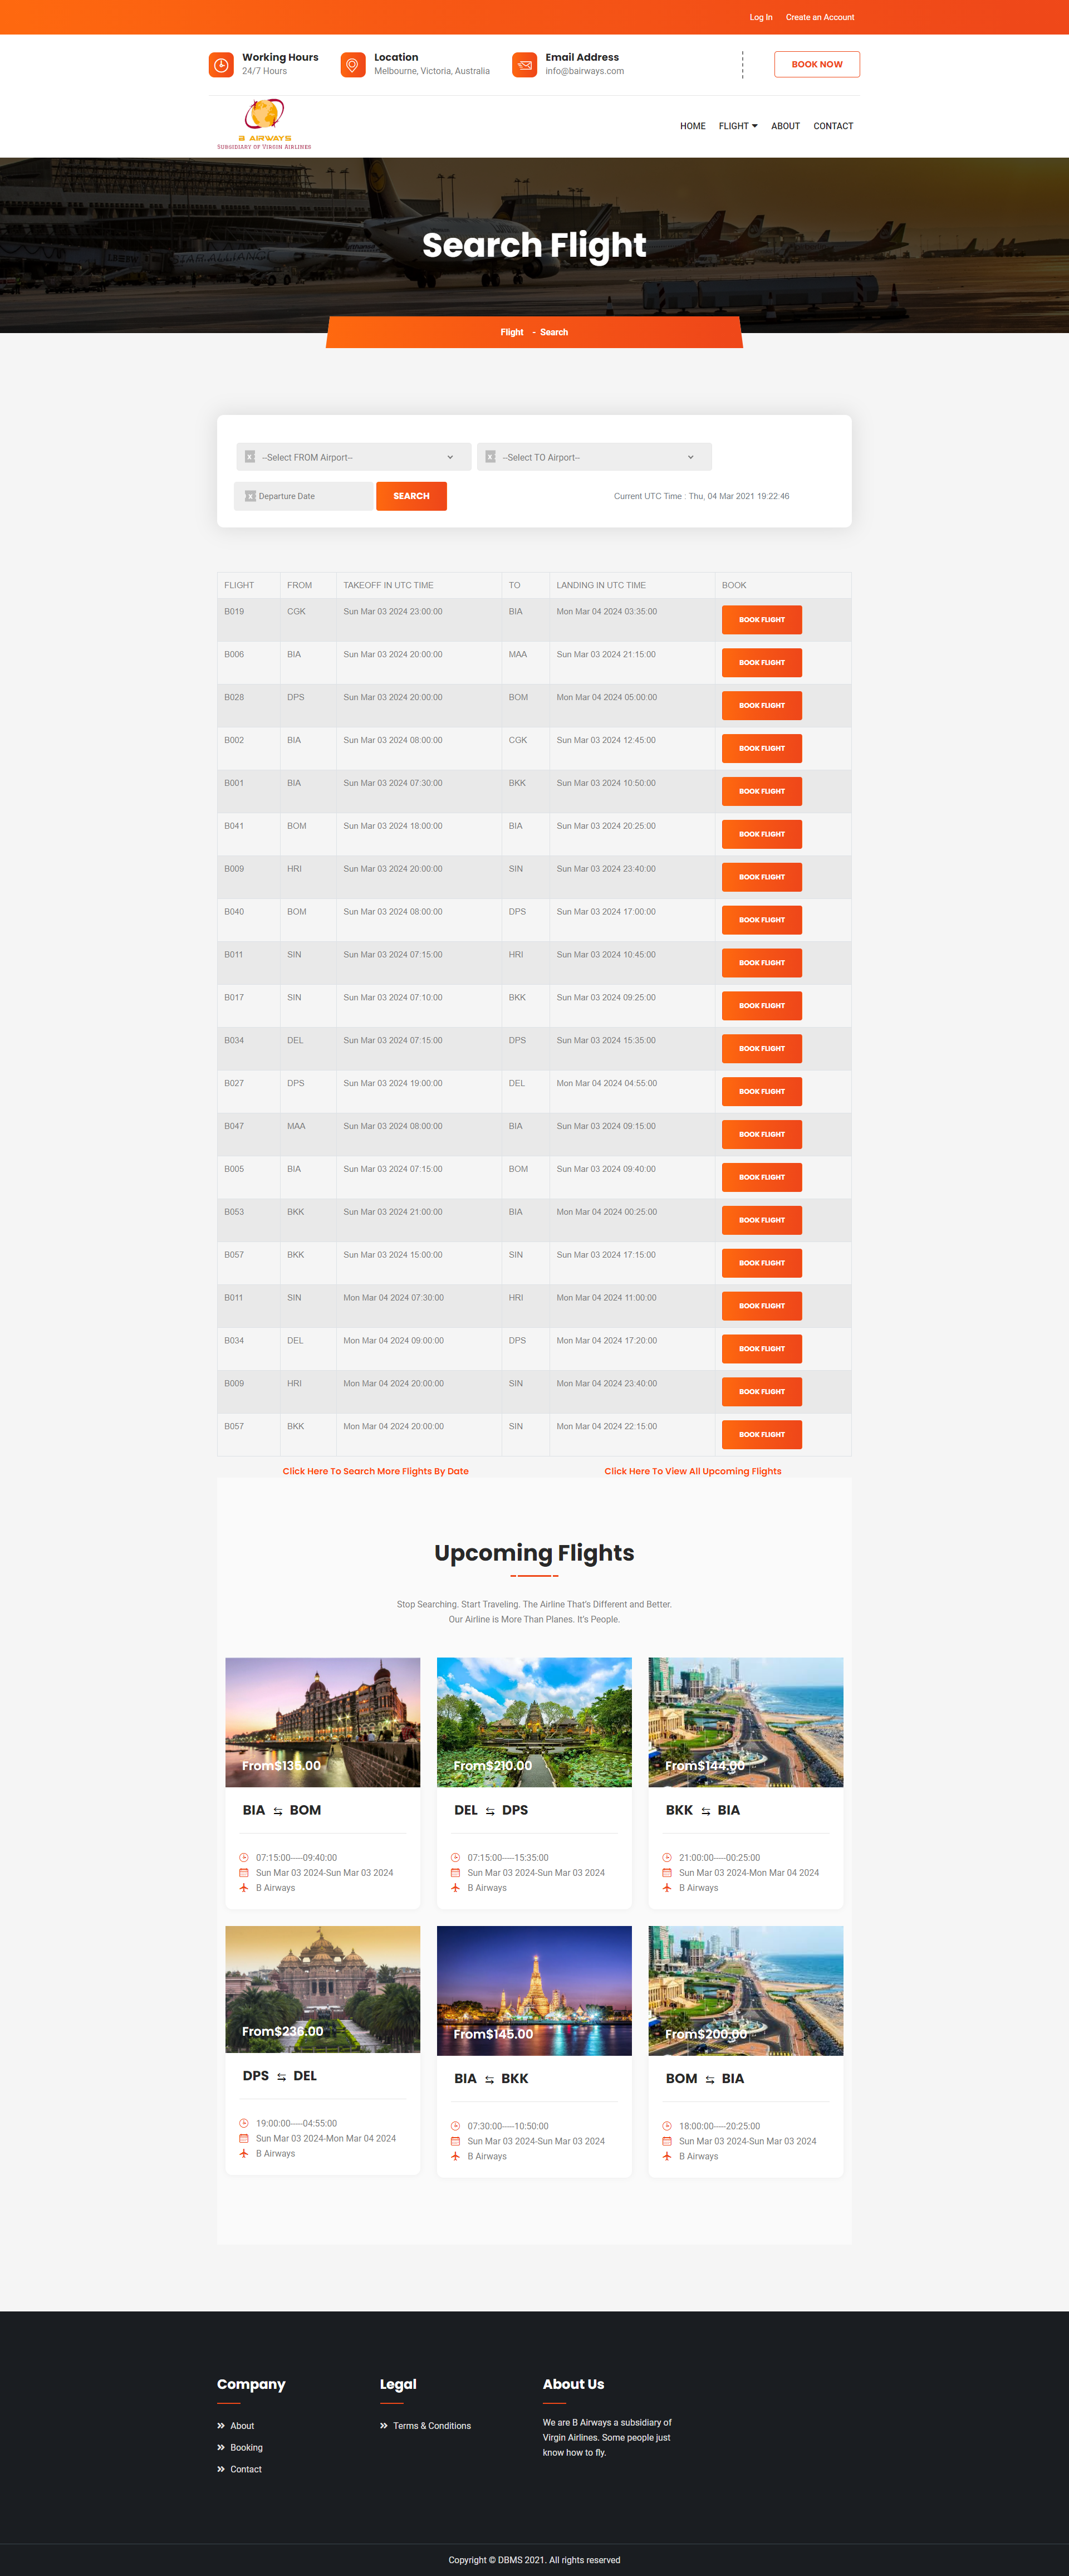 Log In Create an Account
Working Hours
24/7 Hours
Location
Melbourne, Victoria, Australia
Email Address
info@bairways.com
BOOK NOW
B AIRWAYS
Subsidiary of Virgin Airlines
HOME FLIGHT ABOUT CONTACT
Search Flight
Flight - Search
--Select FROM Airport-- --Select TO Airport--
Departure Date SEARCH Current UTC Time : Thu, 04 Mar 2021 19:22:46
FLIGHT FROM TAKEOFF IN UTC TIME TO LANDING IN UTC TIME BOOK
B019 CGK Sun Mar 03 2024 23:00:00 BIA Mon Mar 04 2024 03:35:00 BOOK FLIGHT
B006 BIA Sun Mar 03 2024 20:00:00 MAA Sun Mar 03 2024 21:15:00 BOOK FLIGHT
B028 DPS Sun Mar 03 2024 20:00:00 BOM Mon Mar 04 2024 05:00:00 BOOK FLIGHT
B002 BIA Sun Mar 03 2024 08:00:00 CGK Sun Mar 03 2024 12:45:00 BOOK FLIGHT
B001 BIA Sun Mar 03 2024 07:30:00 BKK Sun Mar 03 2024 10:50:00 BOOK FLIGHT
B041 BOM Sun Mar 03 2024 18:00:00 BIA Sun Mar 03 2024 20:25:00 BOOK FLIGHT
B009 HRI Sun Mar 03 2024 20:00:00 SIN Sun Mar 03 2024 23:40:00 BOOK FLIGHT
B040 BOM Sun Mar 03 2024 08:00:00 DPS Sun Mar 03 2024 17:00:00 BOOK FLIGHT
B011 SIN Sun Mar 03 2024 07:15:00 HRI Sun Mar 03 2024 10:45:00 BOOK FLIGHT
B017 SIN Sun Mar 03 2024 07:10:00 BKK Sun Mar 03 2024 09:25:00 BOOK FLIGHT
B034 DEL Sun Mar 03 2024 07:15:00 DPS Sun Mar 03 2024 15:35:00 BOOK FLIGHT
B027 DPS Sun Mar 03 2024 19:00:00 DEL Mon Mar 04 2024 04:55:00 BOOK FLIGHT
B047 MAA Sun Mar 03 2024 08:00:00 BIA Sun Mar 03 2024 09:15:00 BOOK FLIGHT
B005 BIA Sun Mar 03 2024 07:15:00 BOM Sun Mar 03 2024 09:40:00 BOOK FLIGHT
B053 BKK Sun Mar 03 2024 21:00:00 BIA Mon Mar 04 2024 00:25:00 BOOK FLIGHT
B057 BKK Sun Mar 03 2024 15:00:00 SIN Sun Mar 03 2024 17:15:00 BOOK FLIGHT
B011 SIN Mon Mar 04 2024 07:30:00 HRI Mon Mar 04 2024 11:00:00 BOOK FLIGHT
B034 DEL Mon Mar 04 2024 09:00:00 DPS Mon Mar 04 2024 17:20:00 BOOK FLIGHT
B009 HRI Mon Mar 04 2024 20:00:00 SIN Mon Mar 04 2024 23:40:00 BOOK FLIGHT
B057 BKK Mon Mar 04 2024 20:00:00 SIN Mon Mar 04 2024 22:15:00 BOOK FLIGHT
Click Here To Search More Flights By Date Click Here To View All Upcoming Flights
Upcoming Flights
Stop Searching. Start Traveling. The Airline That's Different and Better.
Our Airline is More Than Planes. It's People.
From$135.00
BIA ⇆ BOM
07:15:00-----09:40:00
Sun Mar 03 2024-Sun Mar 03 2024
B Airways
From$210.00
DEL ⇆ DPS
07:15:00-----15:35:00
Sun Mar 03 2024-Sun Mar 03 2024
B Airways
From$144.00
BKK ⇆ BIA
21:00:00-----00:25:00
Sun Mar 03 2024-Mon Mar 04 2024
B Airways
From$236.00
DPS ⇆ DEL
19:00:00-----04:55:00
Sun Mar 03 2024-Mon Mar 04 2024
B Airways
From$145.00
BIA ⇆ BKK
07:30:00-----10:50:00
Sun Mar 03 2024-Sun Mar 03 2024
B Airways
From$200.00
BOM ⇆ BIA
18:00:00-----20:25:00
Sun Mar 03 2024-Sun Mar 03 2024
B Airways
Company
About
Booking
Contact
Legal
Terms & Conditions
About Us
We are B Airways a subsidiary of
Virgin Airlines. Some people just
know how to fly.
Copyright © DBMS 2021. All rights reserved